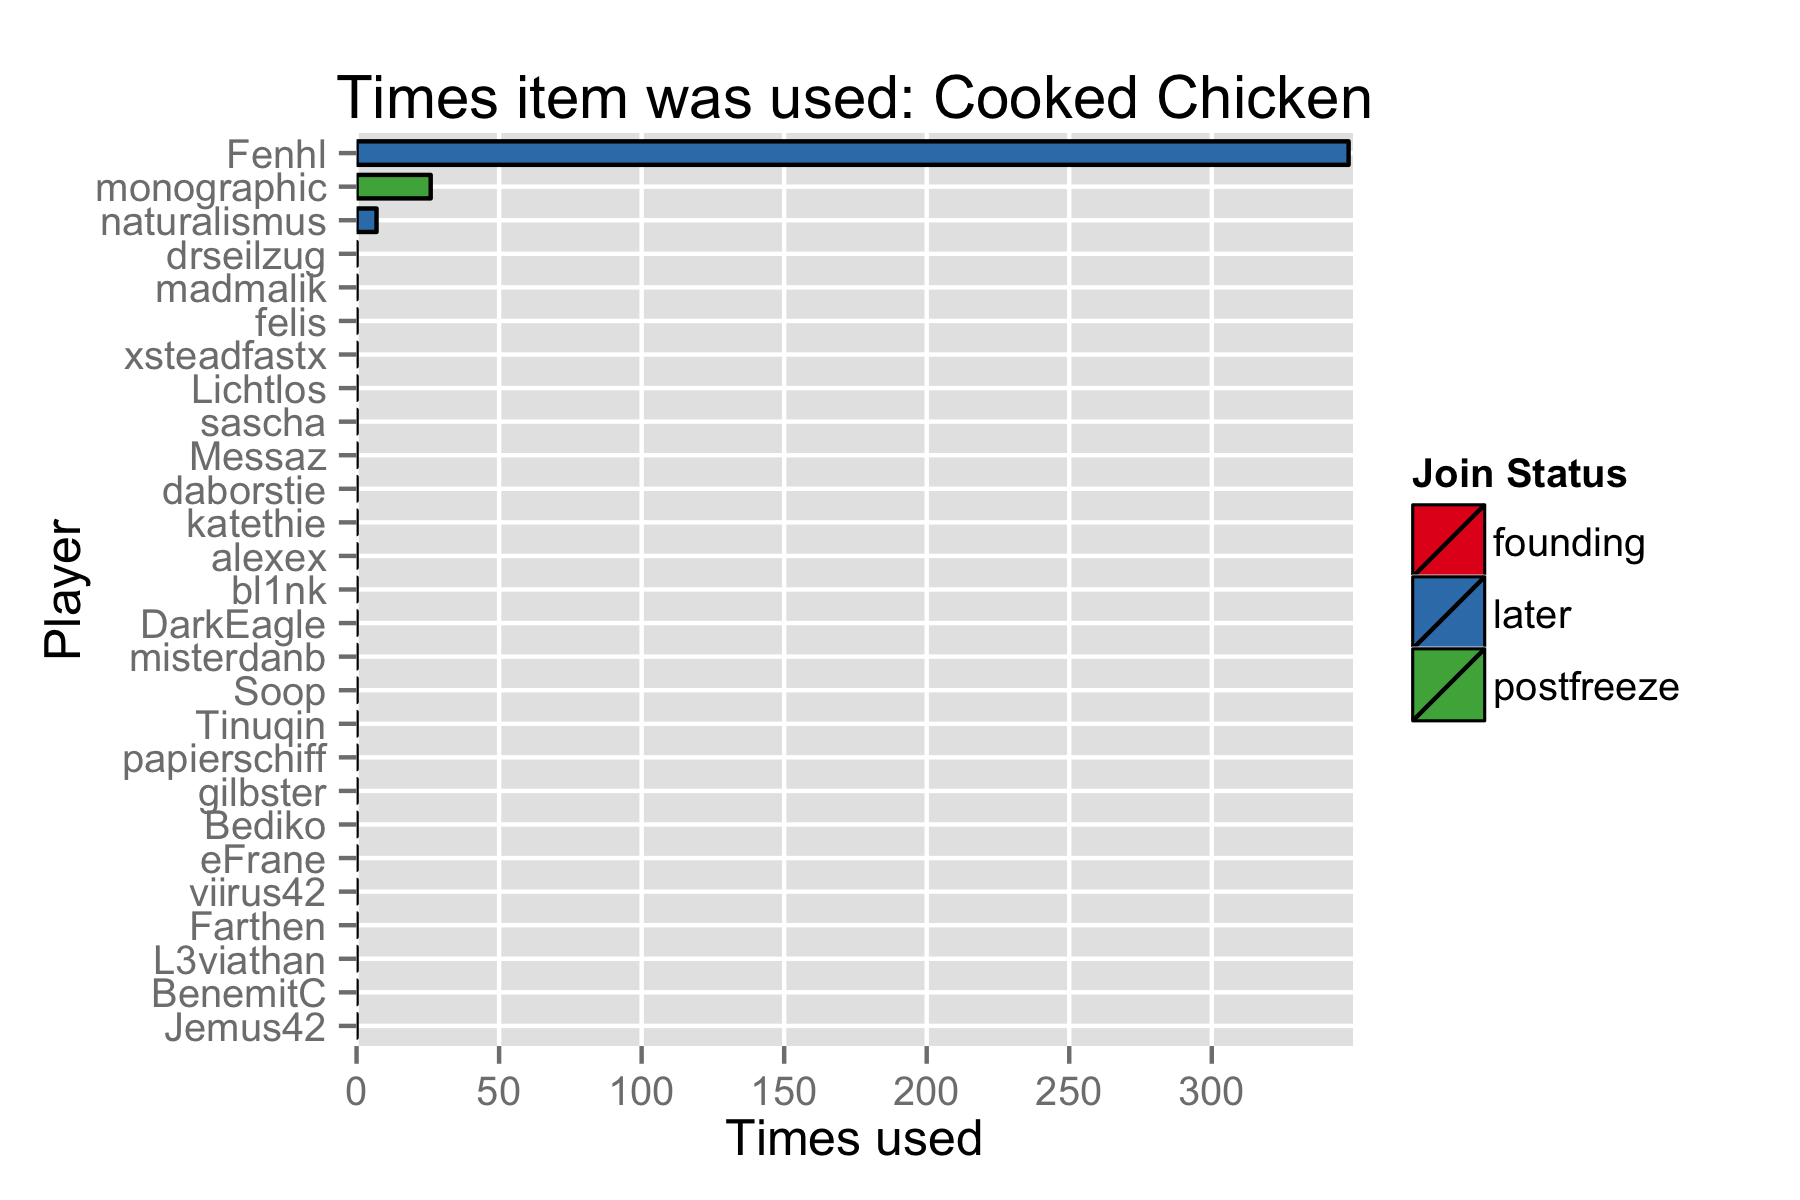 Times item was used: Cooked Chicken
Fenhl
monographic
naturalismus
drseilzug
madmalik
felis
xsteadfastx
Lichtlos
sascha
Messaz
daborstie
katethie
alexex
bl1nk
DarkEagle
misterdanb
Soop
Tinuqin
papierschiff
gilbster
Bediko
eFrane
viirus42
Farthen
L3viathan
BenemitC
Jemus42
Player
0 50 100 150 200 250 300
Times used
Join Status
founding
later
postfreeze